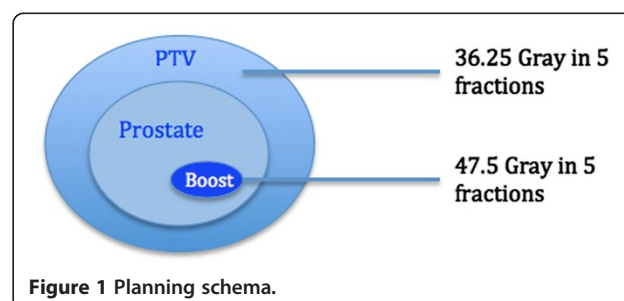 PTV
36.25 Gray in 5
fractions
Prostate
Boost
47.5 Gray in 5
fractions
Figure 1 Planning schema.